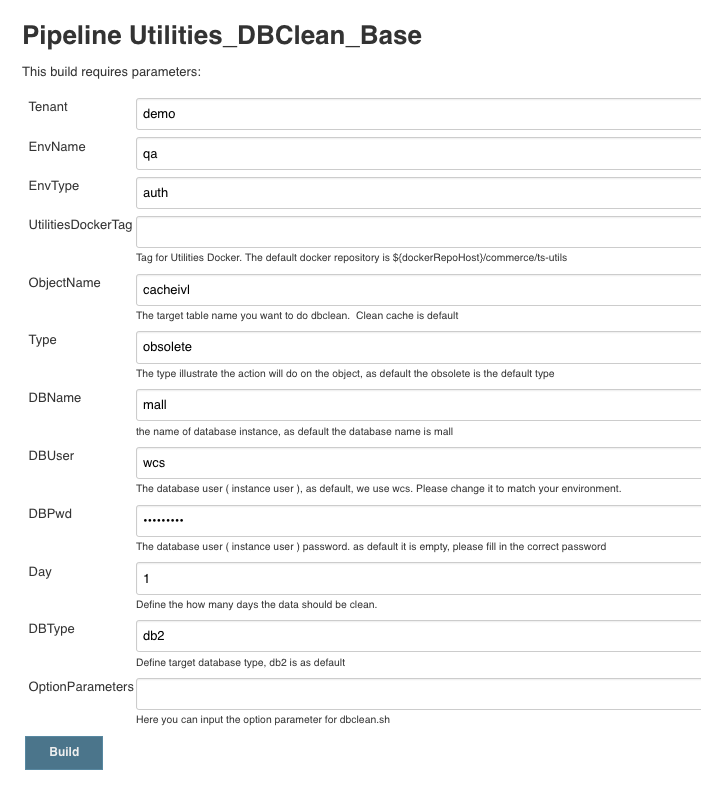 Pipeline Utilities_DBClean_Base
This build requires parameters:
Tenant
demo
EnvName
qa
EnvType
auth
UtilitiesDockerTag
Tag for Utilities Docker. The default docker repository is ${dockerRepoHost}/commerce/ts-utils
ObjectName
cacheivl
The target table name you want to do dbclean.  Clean cache is default
Type
obsolete
The type illustrate the action will do on the object, as default the obsolete is the default type
DBName
mall
the name of database instance, as default the database name is mall
DBUser
wcs
The database user ( instance user ), as default, we use wcs. Please change it to match your environment.
DBPwd
•••••••••
The database user ( instance user ) password. as default it is empty, please fill in the correct password
Day
1
Define the how many days the data should be clean.
DBType
db2
Define target database type, db2 is as default
OptionParameters
Here you can input the option parameter for dbclean.sh
Build